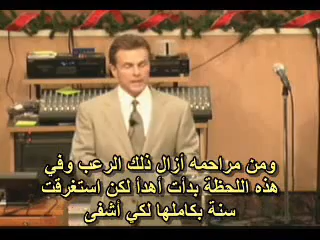 ومن مراحمه أزال ذلك الرعب وفي
هذه اللحظة بدأت أهدأ لكن استغرقت
سنة بكاملها لكي أشفى